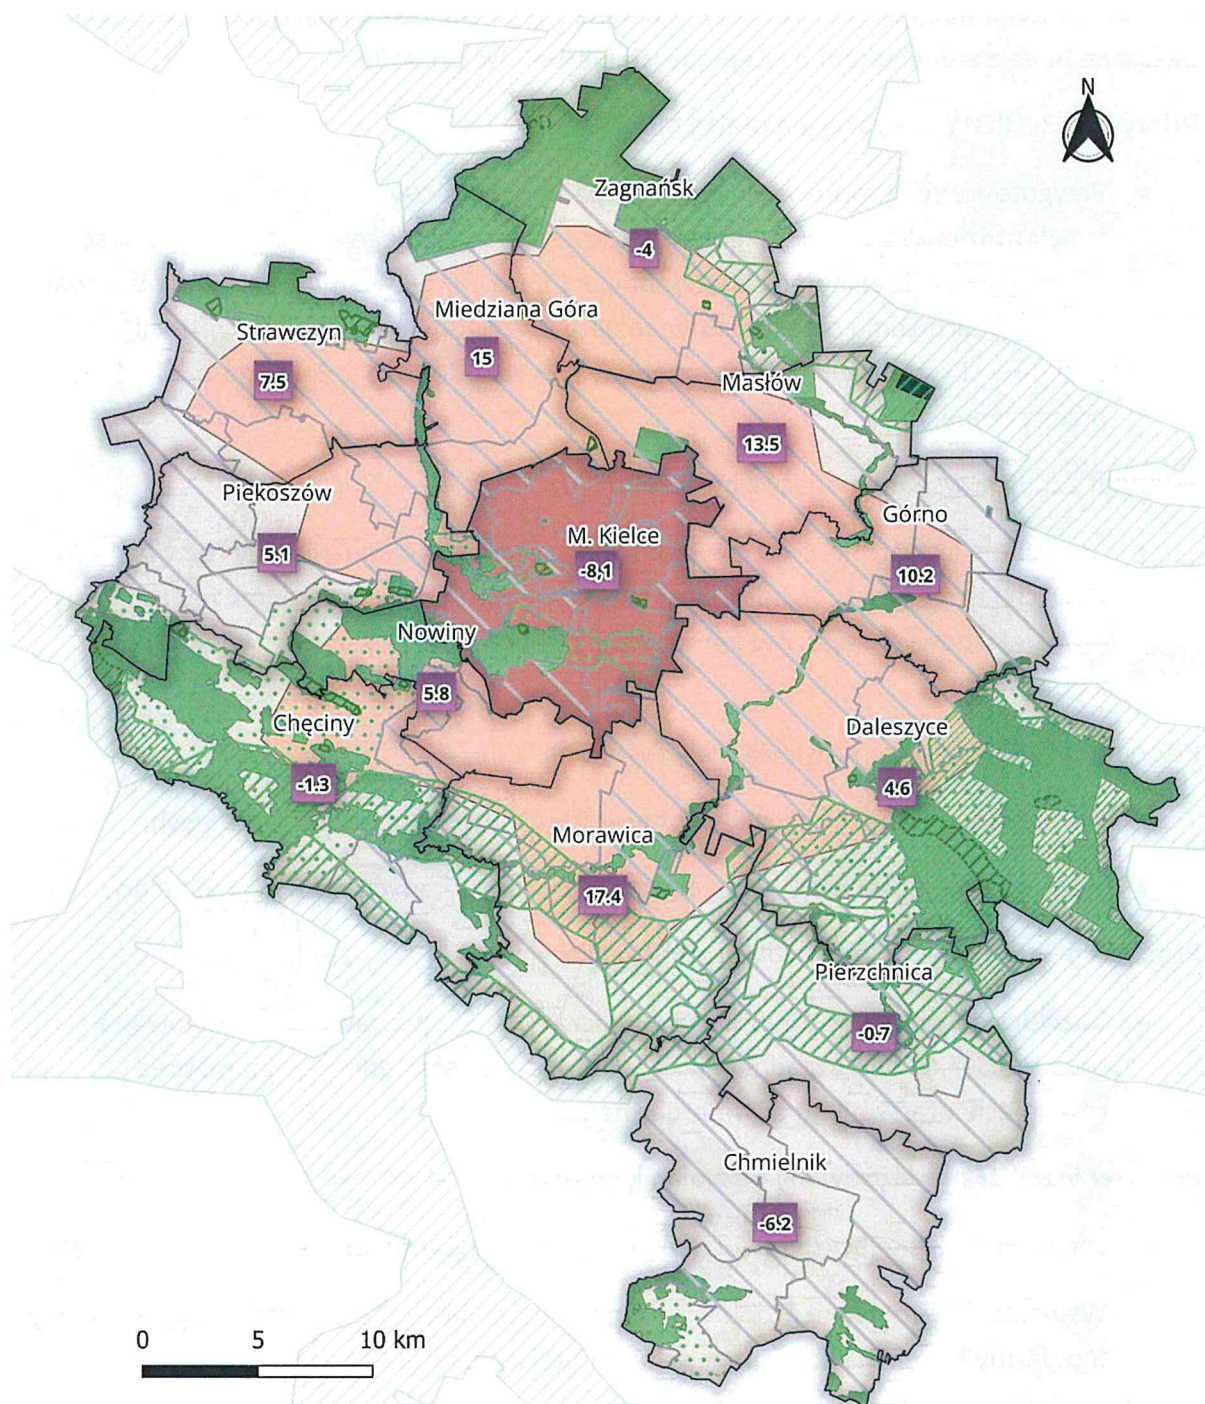 N
Zagnańsk
-4
Miedziana Góra
15
Strawczyn
7.5
Masłów
13.5
Piekoszów
5.1
Górno
10.2
M. Kielce
-8,1
Nowiny
5.8
Chęciny
-1.3
Daleszyce
4.6
Morawica
17.4
Pierzchnica
-0.7
Chmielnik
-6.2
0 5 10 km